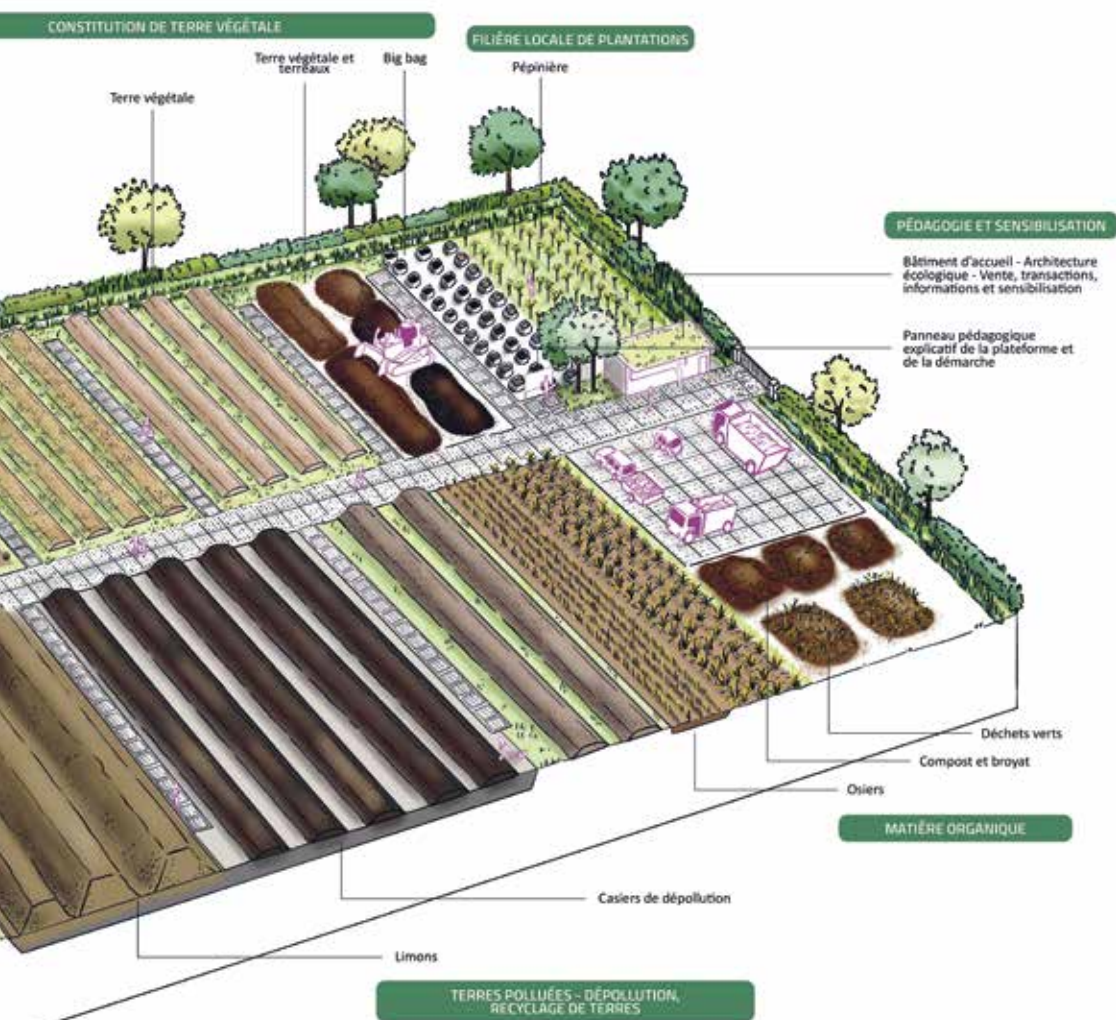 CONSTITUTION DE TERRE VÉGÉTALE
FILIÈRE LOCALE DE PLANTATIONS
Terre végétale et
terreaux
Big bag
Pépinière
Terre végétale
PÉDAGOGIE ET SENSIBILISATION
Bâtiment d'accueil - Architecture
écologique - Vente, transactions,
informations et sensibilisation
Panneau pédagogique
explicatif de la plateforme et
de la démarche
Déchets verts
Compost et broyat
Osiers
MATIÈRE ORGANIQUE
Casiers de dépollution
Limons
TERRES POLLUÉES - DÉPOLLUTION,
RECYCLAGE DE TERRES